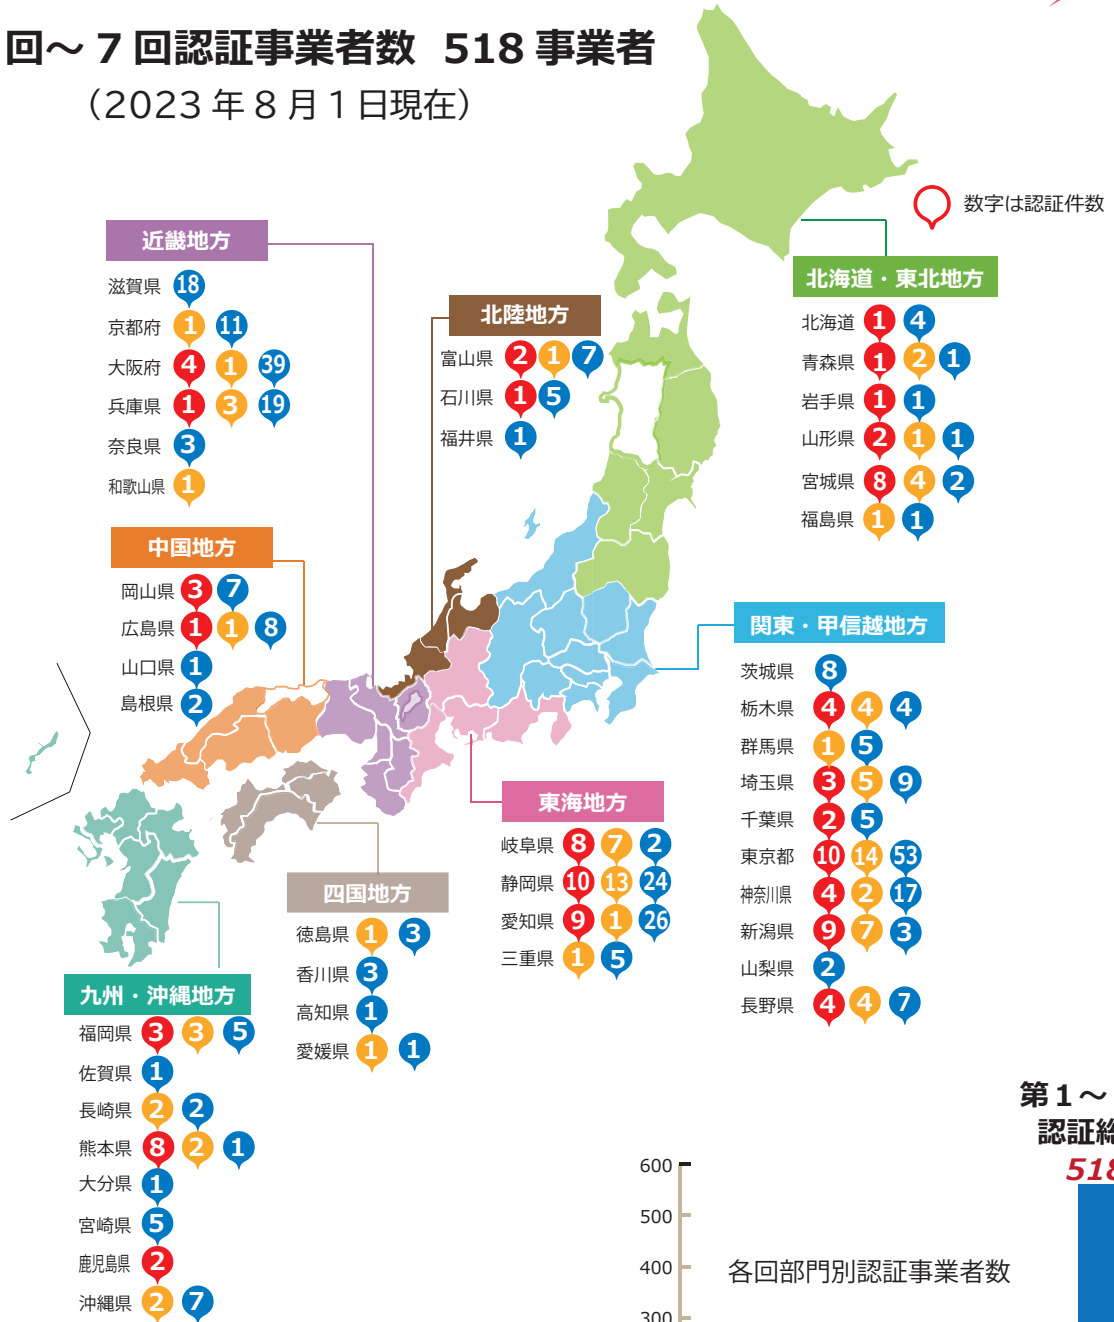 回～7回認証事業者数 518事業者
（2023年8月1日現在）
数字は認証件数
近畿地方
滋賀県 18
京都府 1 11
大阪府 4 1 39
兵庫県 1 3 19
奈良県 3
和歌山県 1
北陸地方
富山県 2 1 7
石川県 1 5
福井県 1
北海道・東北地方
北海道 1 4
青森県 1 2 1
岩手県 1 1
山形県 2 1 1
宮城県 8 4 2
福島県 1 1
中国地方
岡山県 3 7
広島県 1 1 8
山口県 1
島根県 2
関東・甲信越地方
茨城県 8
栃木県 4 4 4
群馬県 1 5
埼玉県 3 5 9
千葉県 2 5
東京都 10 14 53
神奈川県 4 2 17
新潟県 9 7 3
山梨県 2
長野県 4 4 7
東海地方
岐阜県 8 7 2
静岡県 10 13 24
愛知県 9 1 26
三重県 1 5
四国地方
徳島県 1 3
香川県 3
高知県 1
愛媛県 1 1
九州・沖縄地方
福岡県 3 3 5
佐賀県 1
長崎県 2 2
熊本県 8 2 1
大分県 1
宮崎県 5
鹿児島県 2
沖縄県 2 7
第1～
認証総
518
600
500
400
300
各回部門別認証事業者数